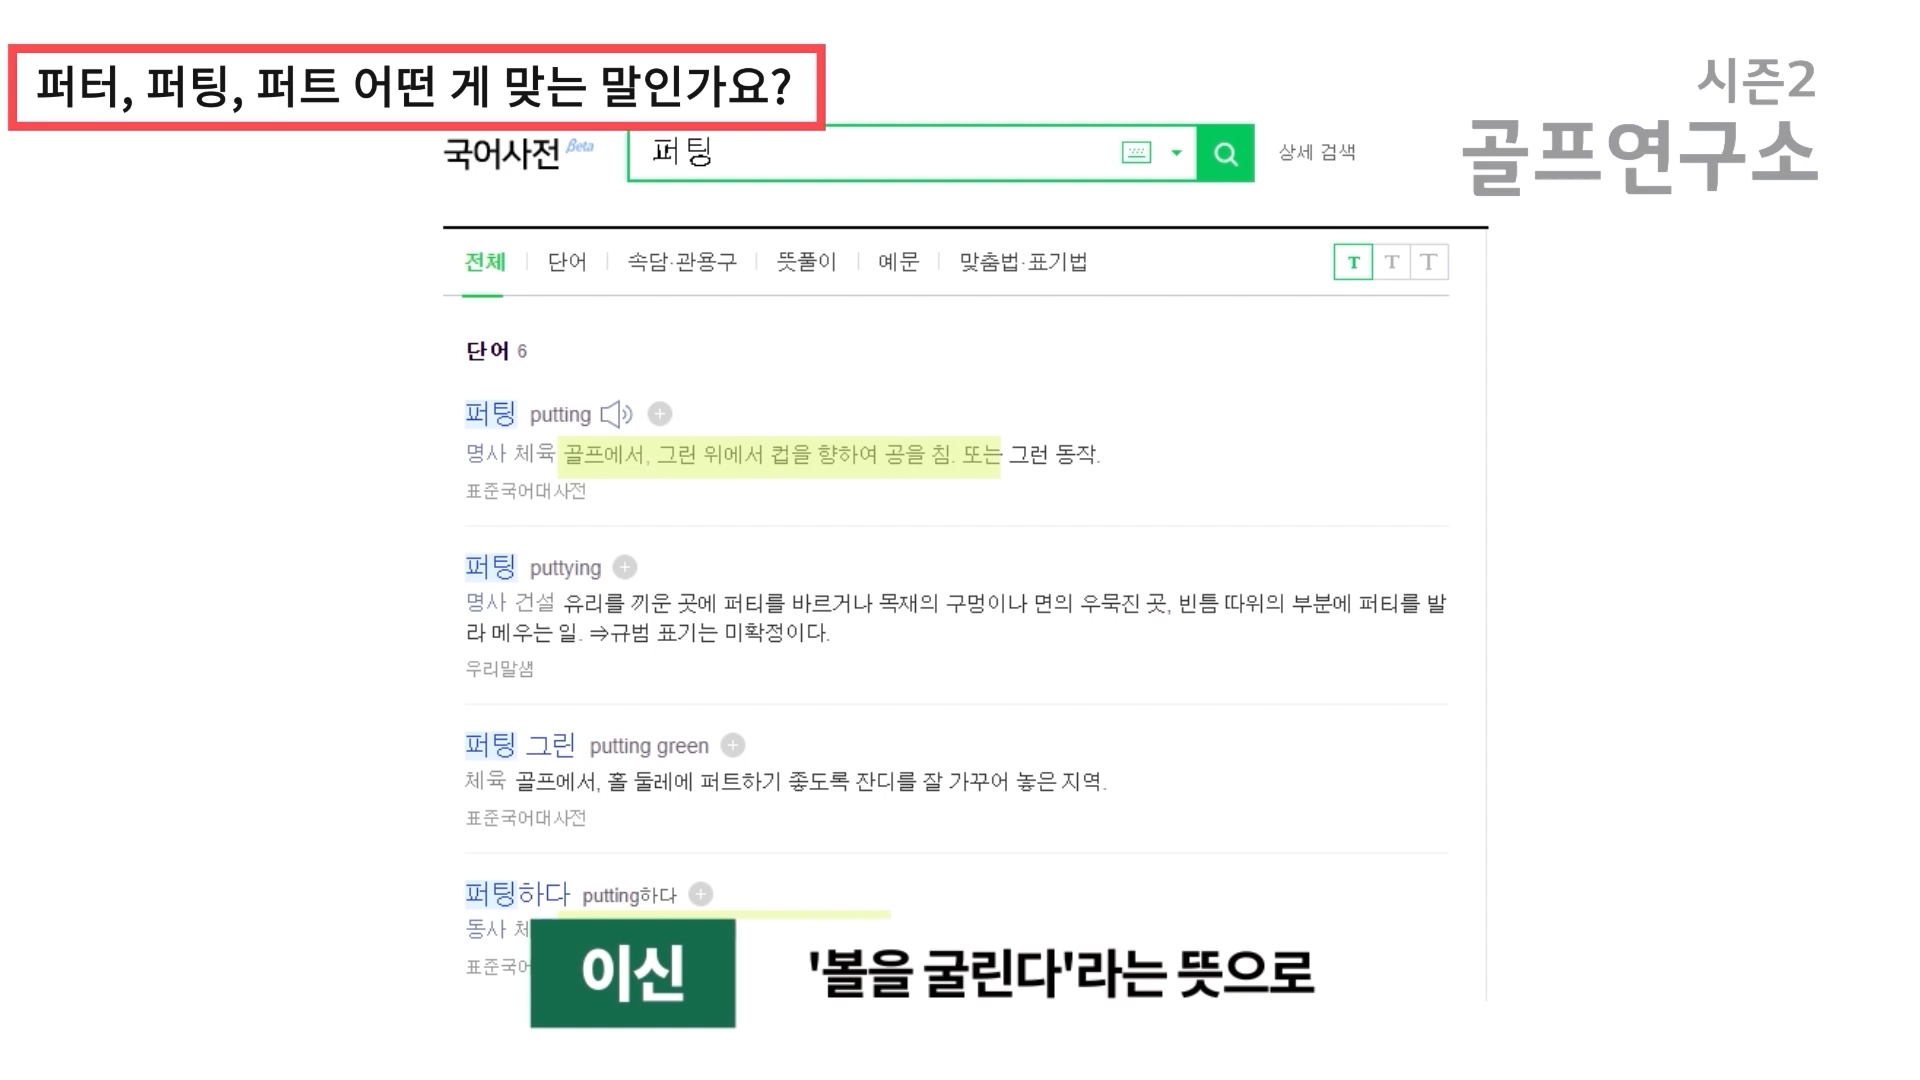 퍼터, 퍼팅, 퍼트 어떤 게 맞는 말인가요?
시즌2
골프연구소
국어사전 Beta
퍼팅
상세 검색
전체 단어 속담·관용구 뜻풀이 예문 맞춤법·표기법
T T T
단어 6
퍼팅 putting
명사 체육 골프에서, 그린 위에서 컵을 향하여 공을 침. 또는 그런 동작.
표준국어대사전
퍼팅 puttying
명사 건설 유리를 끼운 곳에 퍼티를 바르거나 목재의 구멍이나 면의 우묵진 곳, 빈틈 따위의 부분에 퍼티를 발
라 메우는 일. ⇒규범 표기는 미확정이다.
우리말샘
퍼팅 그린 putting green
체육 골프에서, 홀 둘레에 퍼트하기 좋도록 잔디를 잘 가꾸어 놓은 지역.
표준국어대사전
퍼팅하다 putting하다
동사 체
표준국어
이신 '볼을 굴린다'라는 뜻으로